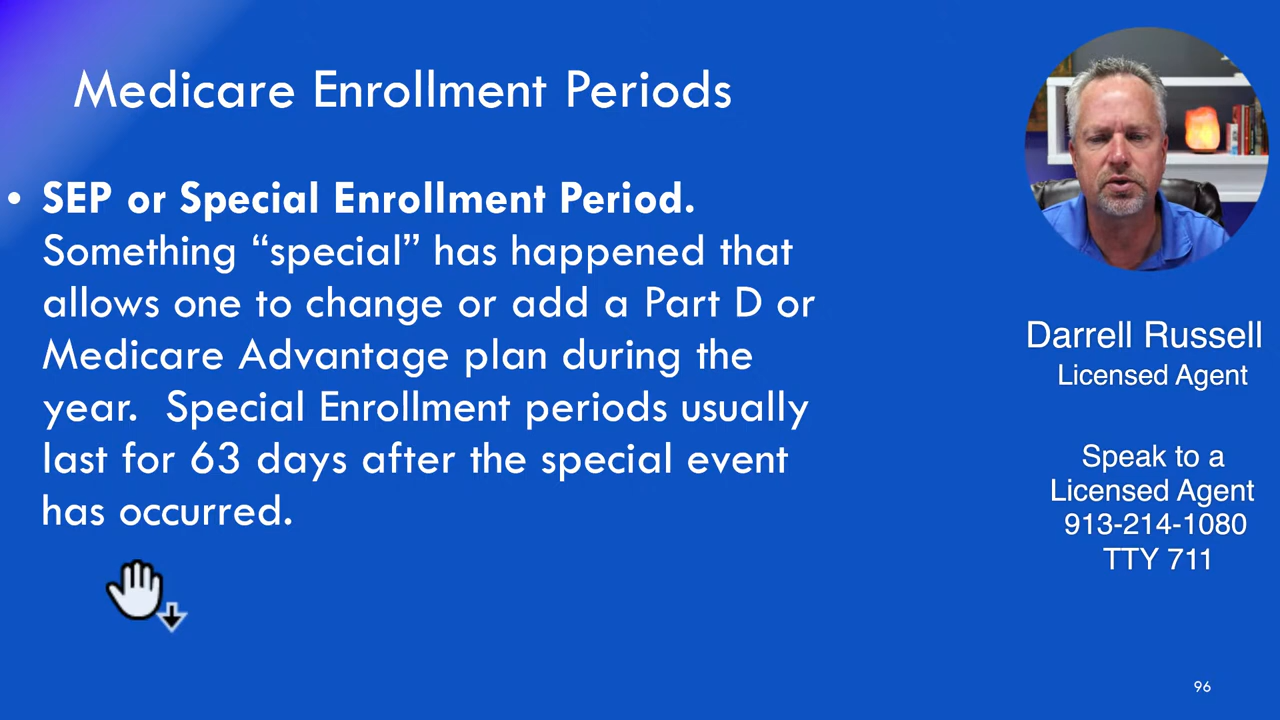 Medicare Enrollment Periods
• SEP or Special Enrollment Period.
Something “special” has happened that
allows one to change or add a Part D or
Medicare Advantage plan during the
year.  Special Enrollment periods usually
last for 63 days after the special event
has occurred.
Darrell Russell
Licensed Agent
Speak to a
Licensed Agent
913-214-1080
TTY 711
96